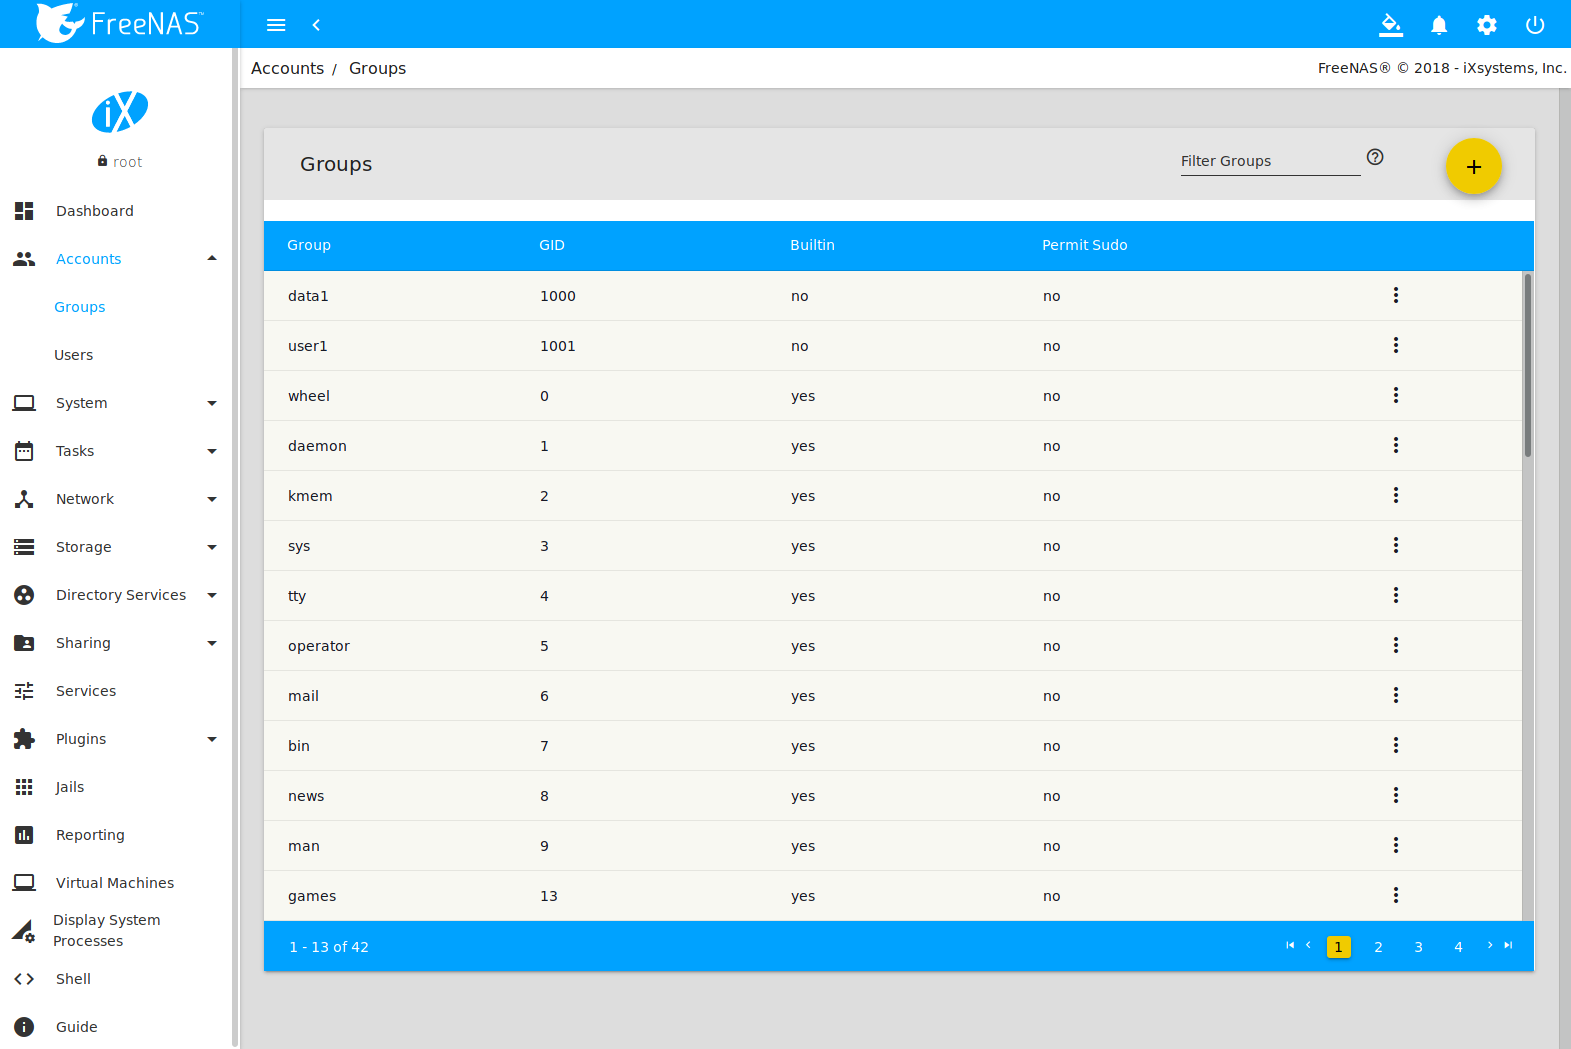 FreeNAS™
Accounts / Groups
FreeNAS® © 2018 - iXsystems, Inc.
iX
root
Dashboard
Accounts
Groups
Users
System
Tasks
Network
Storage
Directory Services
Sharing
Services
Plugins
Jails
Reporting
Virtual Machines
Display System
Processes
Shell
Guide
Groups
Filter Groups
Group GID Builtin Permit Sudo
data1 1000 no no
user1 1001 no no
wheel 0 yes no
daemon 1 yes no
kmem 2 yes no
sys 3 yes no
tty 4 yes no
operator 5 yes no
mail 6 yes no
bin 7 yes no
news 8 yes no
man 9 yes no
games 13 yes no
1 - 13 of 42
1 2 3 4